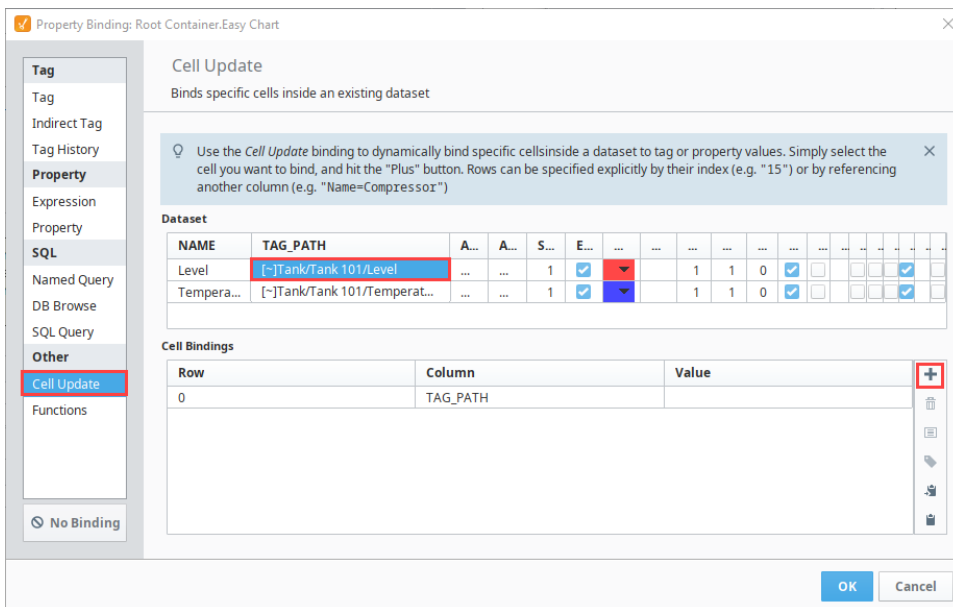 Property Binding: Root Container.Easy Chart
Tag
Tag
Indirect Tag
Tag History
Property
Expression
Property
SQL
Named Query
DB Browse
SQL Query
Other
Cell Update
Functions
No Binding
Cell Update
Binds specific cells inside an existing dataset
Use the Cell Update binding to dynamically bind specific cellsinside a dataset to tag or property values. Simply select the
cell you want to bind, and hit the "Plus" button. Rows can be specified explicitly by their index (e.g. "15") or by referencing
another column (e.g. "Name=Compressor")
Dataset
NAME TAG_PATH A... A... S... E... ... ... ... ... ... ... ... ... .. .. .. .. .. ..
Level [~]Tank/Tank 101/Level ... ... 1 1 1 0
Tempera... [~]Tank/Tank 101/Temperat... ... ... 1 1 1 0
Cell Bindings
Row Column Value
0 TAG_PATH
OK Cancel